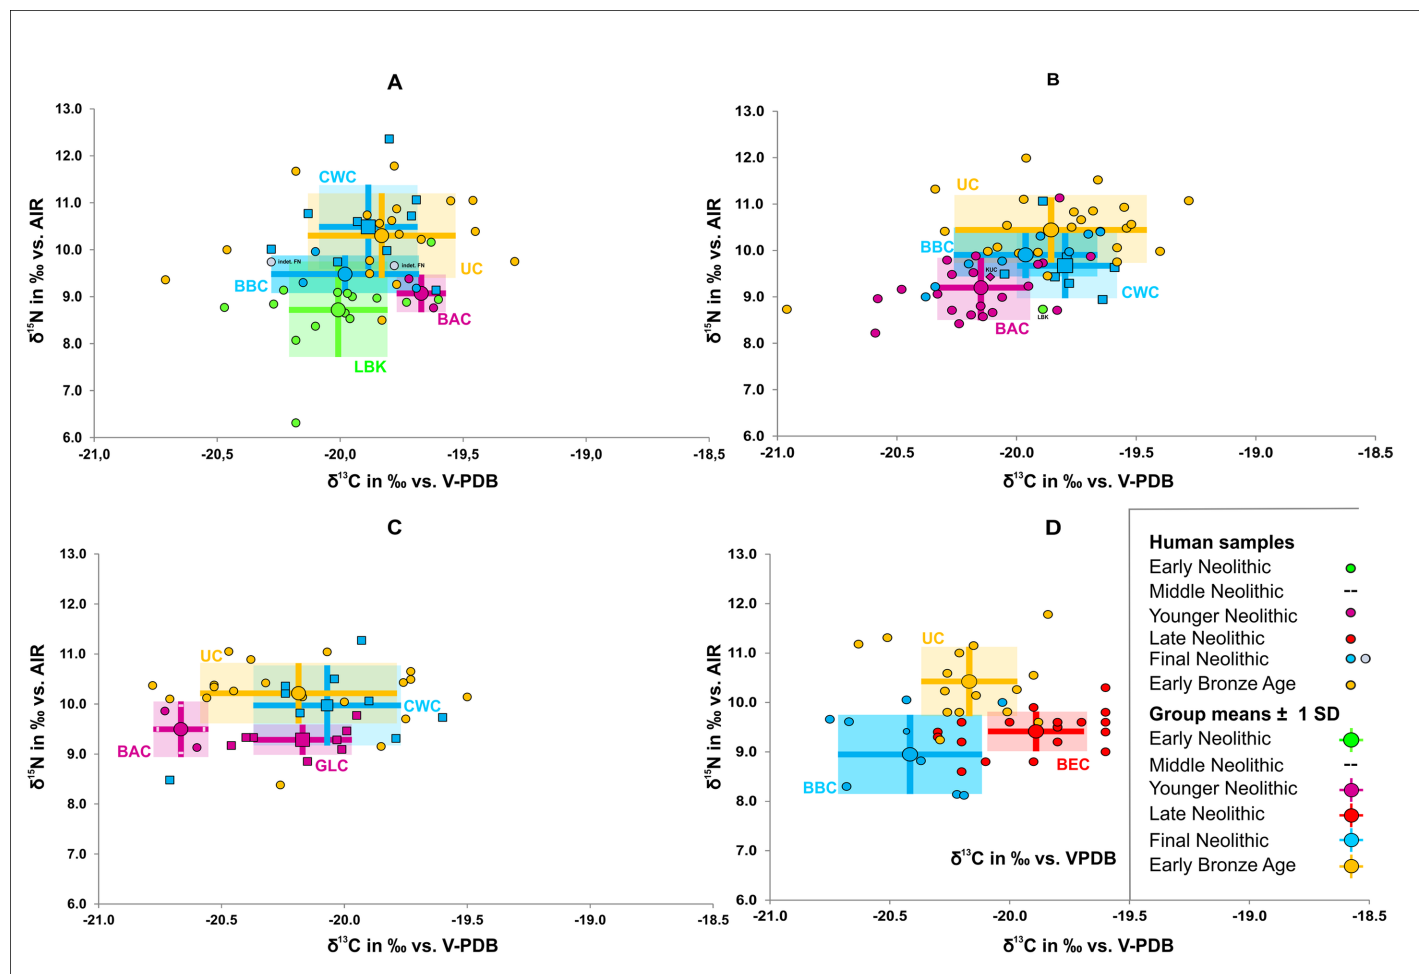 A
13.0
12.0
11.0
10.0
9.0
8.0
7.0
6.0
δ15N in ‰ vs. AIR
CWC
indet. FN
indet. FN
UC
BBC
BAC
LBK
-21,0
-20,5
-20,0
-19,5
-19,0
-18,5
δ13C in ‰ vs. V-PDB
B
13.0
12.0
11.0
10.0
9.0
8.0
7.0
6.0
δ15N in ‰ vs. AIR
UC
BBC
KUC
CWC
LBK
BAC
-21.0
-20.5
-20.0
-19.5
-19.0
-18.5
δ13C in ‰ vs. V-PDB
C
13.0
12.0
11.0
10.0
9.0
8.0
7.0
6.0
δ15N in ‰ vs. AIR
UC
CWC
BAC
GLC
-21.0
-20.5
-20.0
-19.5
-19.0
-18.5
δ13C in ‰ vs. V-PDB
D
13.0
12.0
11.0
10.0
9.0
8.0
7.0
6.0
δ15N in ‰ vs. AIR
UC
BEC
BBC
δ13C in ‰ vs. VPDB
-21.0
-20.5
-20.0
-19.5
-19.0
-18.5
δ13C in ‰ vs. V-PDB
Human samples
Early Neolithic
Middle Neolithic --
Younger Neolithic
Late Neolithic
Final Neolithic
Early Bronze Age
Group means ± 1 SD
Early Neolithic
Middle Neolithic --
Younger Neolithic
Late Neolithic
Final Neolithic
Early Bronze Age